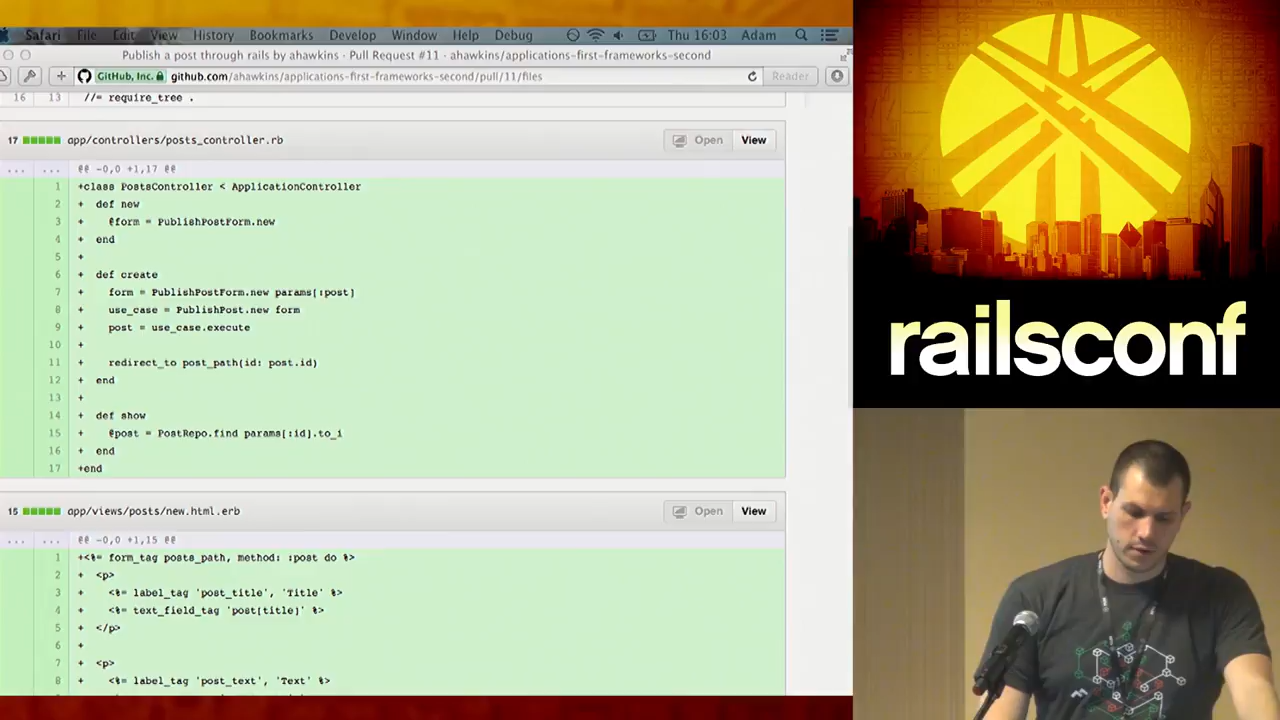 Safari File Edit View History Bookmarks Develop Window Help Debug Thu 16:03 Adam
Publish a post through rails by ahawkins · Pull Request #11 · ahawkins/applications-first-frameworks-second
GitHub, Inc. github.com/ahawkins/applications-first-frameworks-second/pull/11/files Reader
16 13 //= require_tree .
17 app/controllers/posts_controller.rb Open View
... ... @@ -0,0 +1,17 @@
1 +class PostsController < ApplicationController
2 + def new
3 + @form = PublishPostForm.new
4 + end
5 +
6 + def create
7 + form = PublishPostForm.new params[:post]
8 + use_case = PublishPost.new form
9 + post = use_case.execute
10 +
11 + redirect_to post_path(id: post.id)
12 + end
13 +
14 + def show
15 + @post = PostRepo.find params[:id].to_i
16 + end
17 +end
15 app/views/posts/new.html.erb Open View
... ... @@ -0,0 +1,15 @@
1 +<%= form_tag posts_path, method: :post do %>
2 + <p>
3 + <%= label_tag 'post_title', 'Title' %>
4 + <%= text_field_tag 'post[title]' %>
5 + </p>
6 +
7 + <p>
8 + <%= label_tag 'post_text', 'Text' %>
railsconf